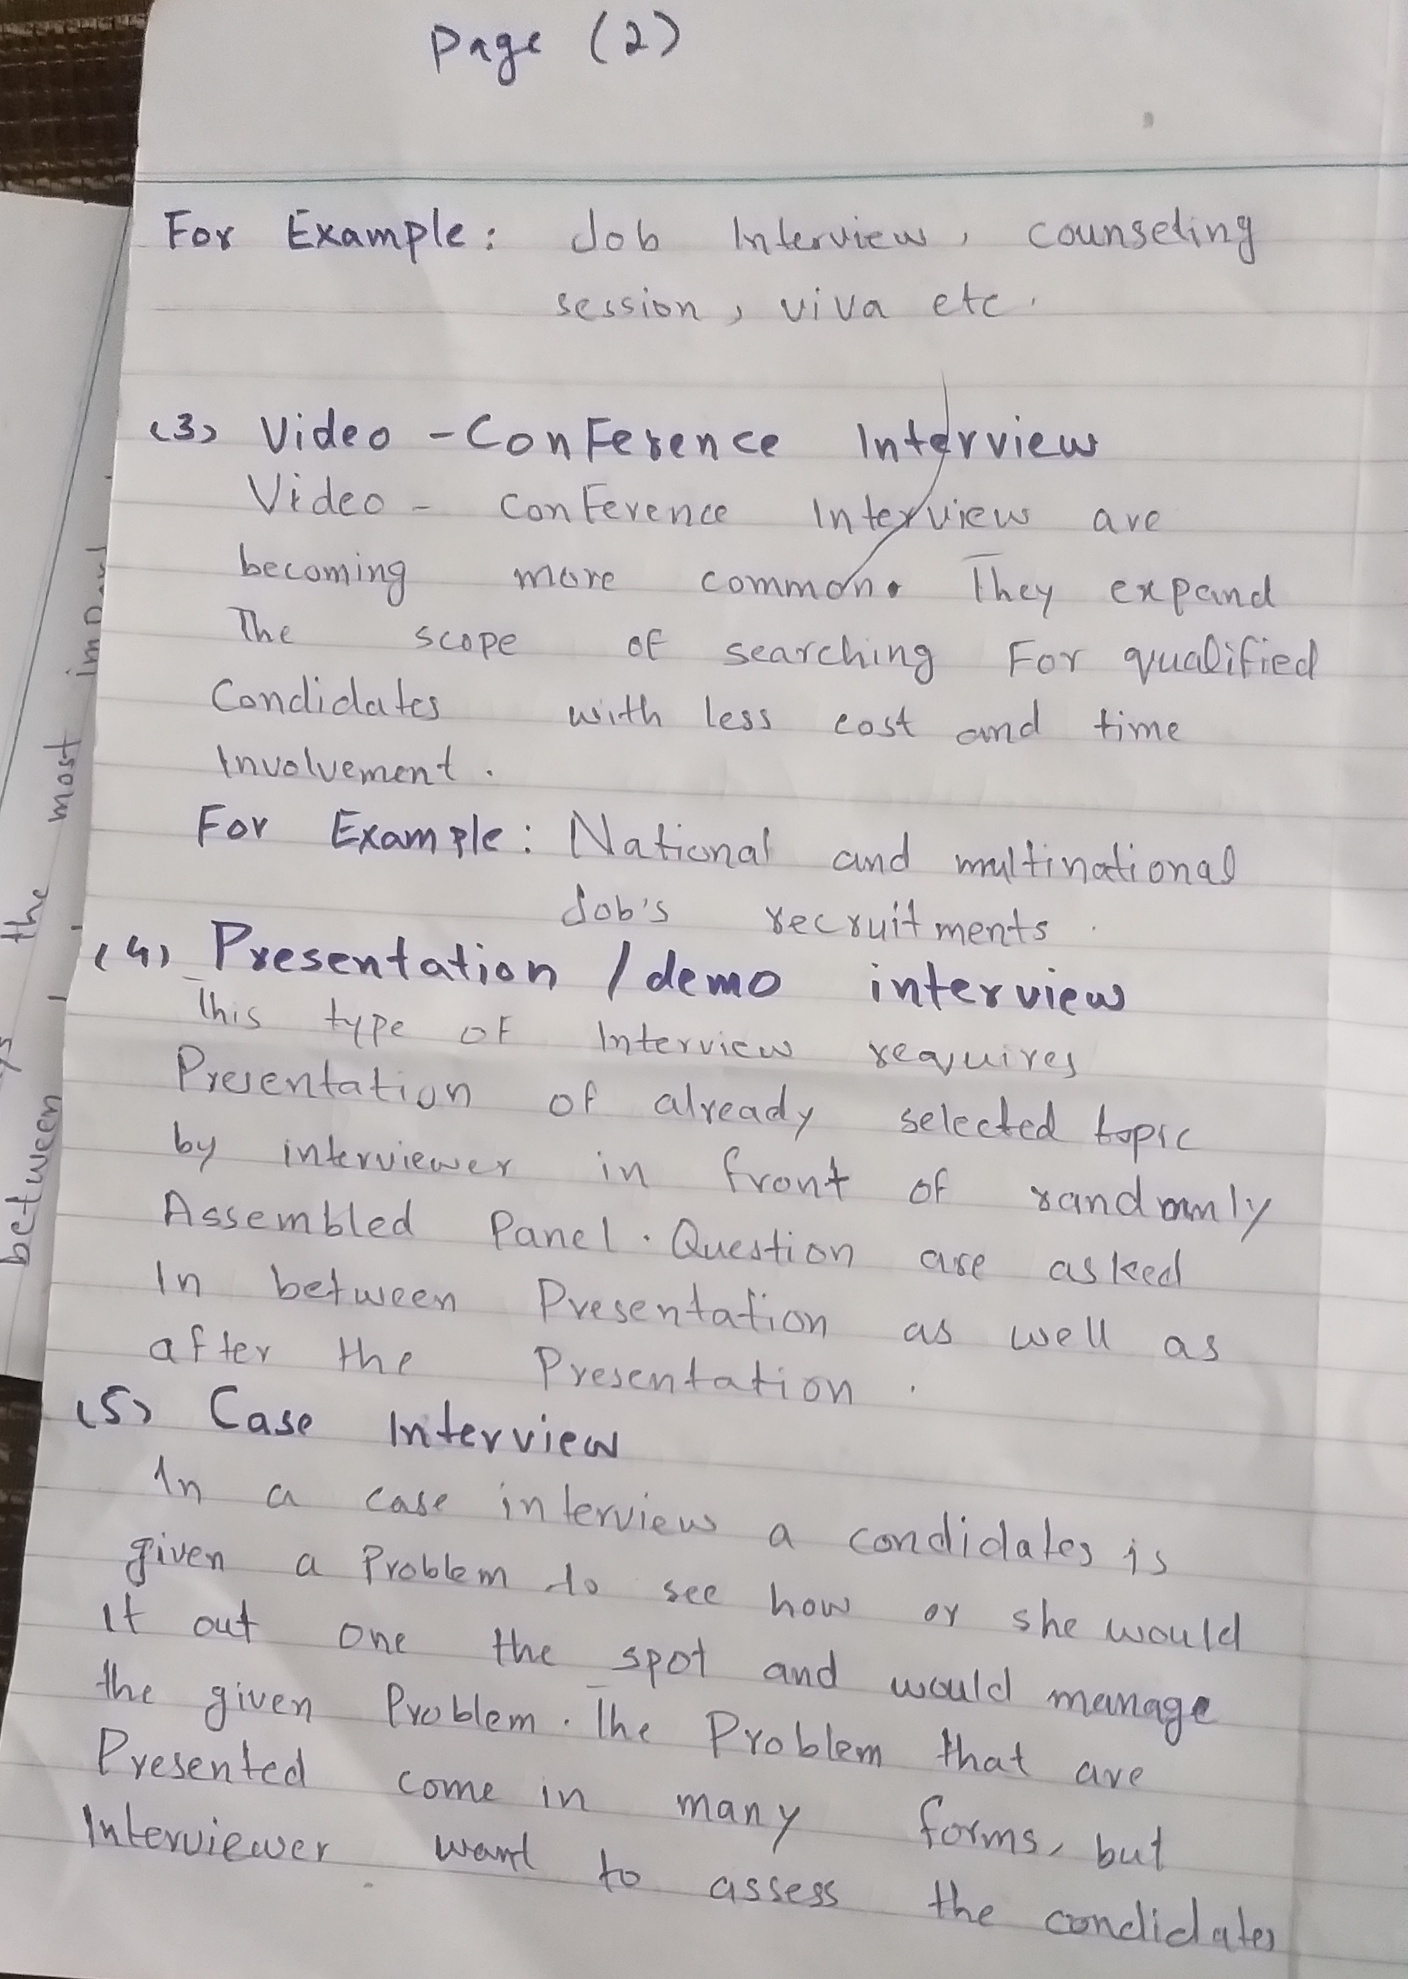 Page (2)
For Example: Job Interview, counseling
session, viva etc.
(3) Video - Conference Interview
Video - conference Interview are
becoming more common. They expand
The scope of searching For qualified
Candidates with less cost and time
Involvement.
For Example: National and multinational
Job's recruitments.
(4) Presentation / demo interview
This type of Interview requires
Presentation of already selected topic
by interviewer in front of randomly
Assembled Panel. Question are asked
In between Presentation as well as
after the Presentation.
(5) Case Interview
In a case interview a condidates is
given a Problem to see how or she would
it out one the spot and would manage
the given Problem. The Problem that are
Presented come in many forms, but
Interviewer want to assess the condidates
the most
between